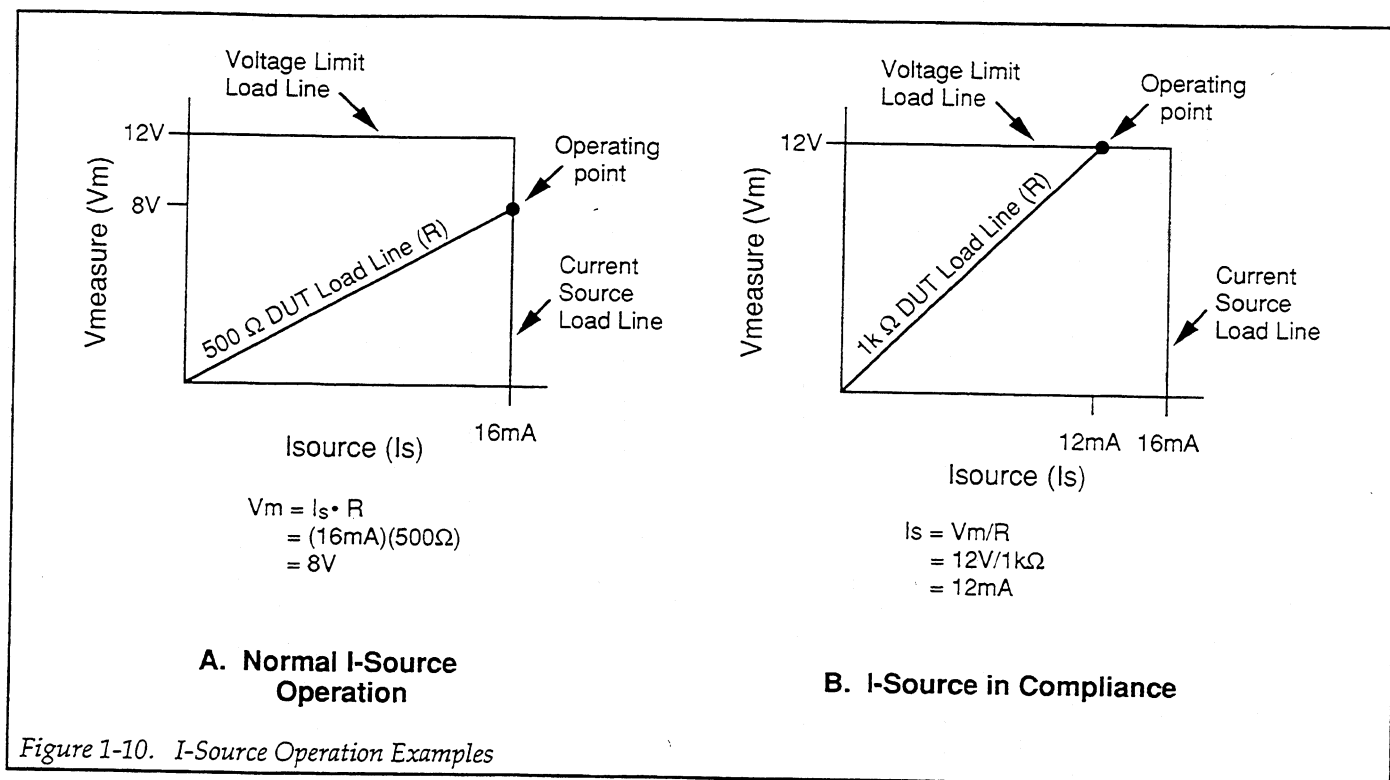 Voltage Limit
Load Line
12V
8V
Operating
point
Vmeasure (Vm)
500 Ω DUT Load Line (R)
Current
Source
Load Line
16mA
Isource (Is)
Vm = Is• R
= (16mA)(500Ω)
= 8V
A. Normal I-Source
Operation
Voltage Limit
Load Line
Operating
point
12V
Vmeasure (Vm)
1k Ω DUT Load Line (R)
Current
Source
Load Line
12mA 16mA
Isource (Is)
Is = Vm/R
= 12V/1kΩ
= 12mA
B. I-Source in Compliance
Figure 1-10. I-Source Operation Examples